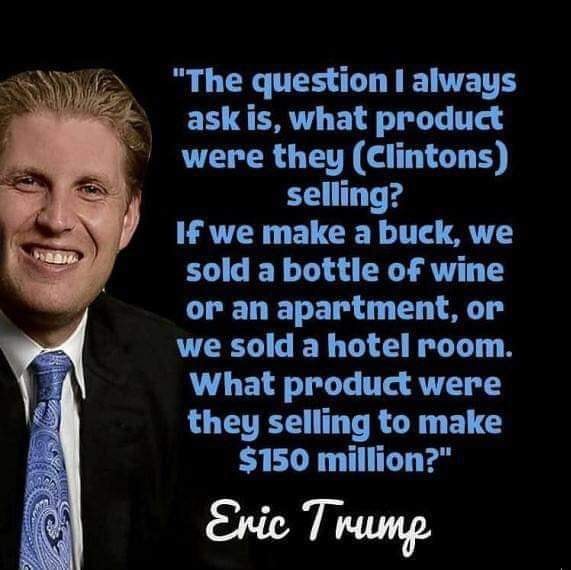 "The question I always
ask is, what product
were they (Clintons)
selling?
If we make a buck, we
sold a bottle of wine
or an apartment, or
we sold a hotel room.
What product were
they selling to make
$150 million?"
Eric Trump